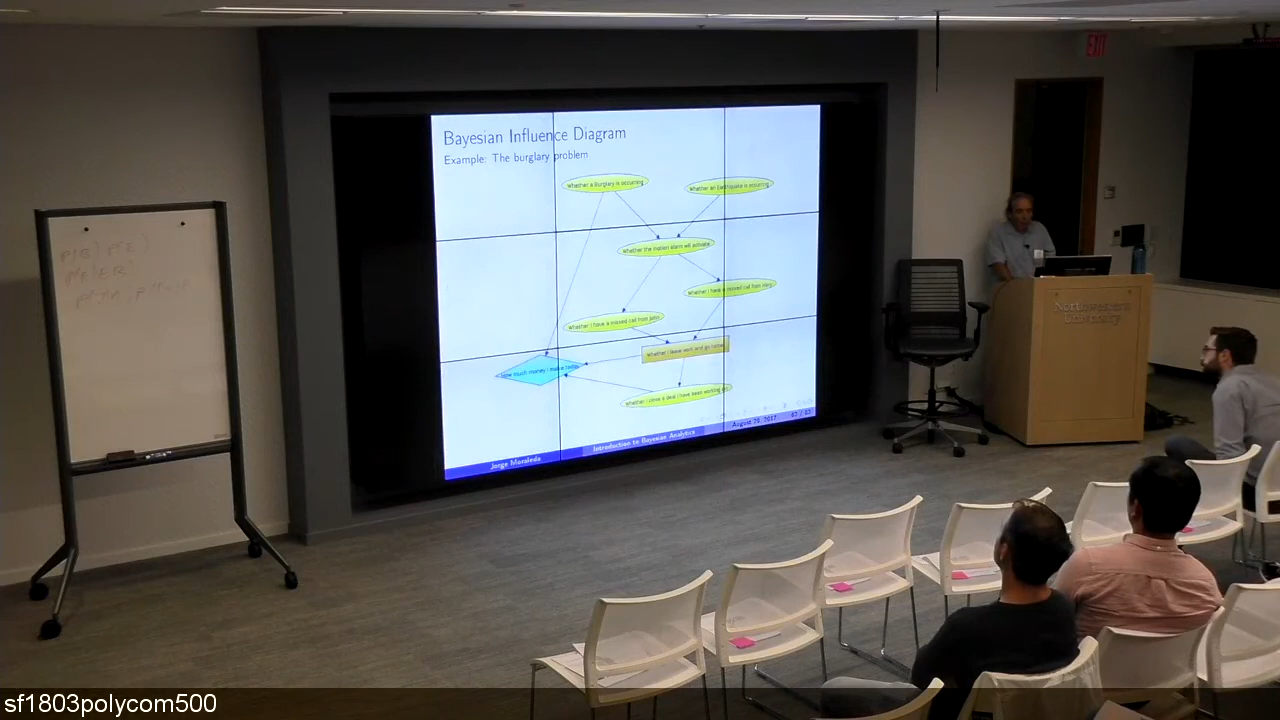 EXIT
Bayesian Influence Diagram
Example: The burglary problem
Whether a Burglary is occurring
Whether an Earthquake is occurring
Whether the motion alarm will activate
Whether I have a missed call from
Whether I have a missed call from John
Whether I leave work and go home
How much money I make today
Whether I close a deal I have been working on
Jorge Moraleda
Introduction to Bayesian Analytics
August 29, 2017
Northwestern
University
P(B) P(E)
sf1803polycom500